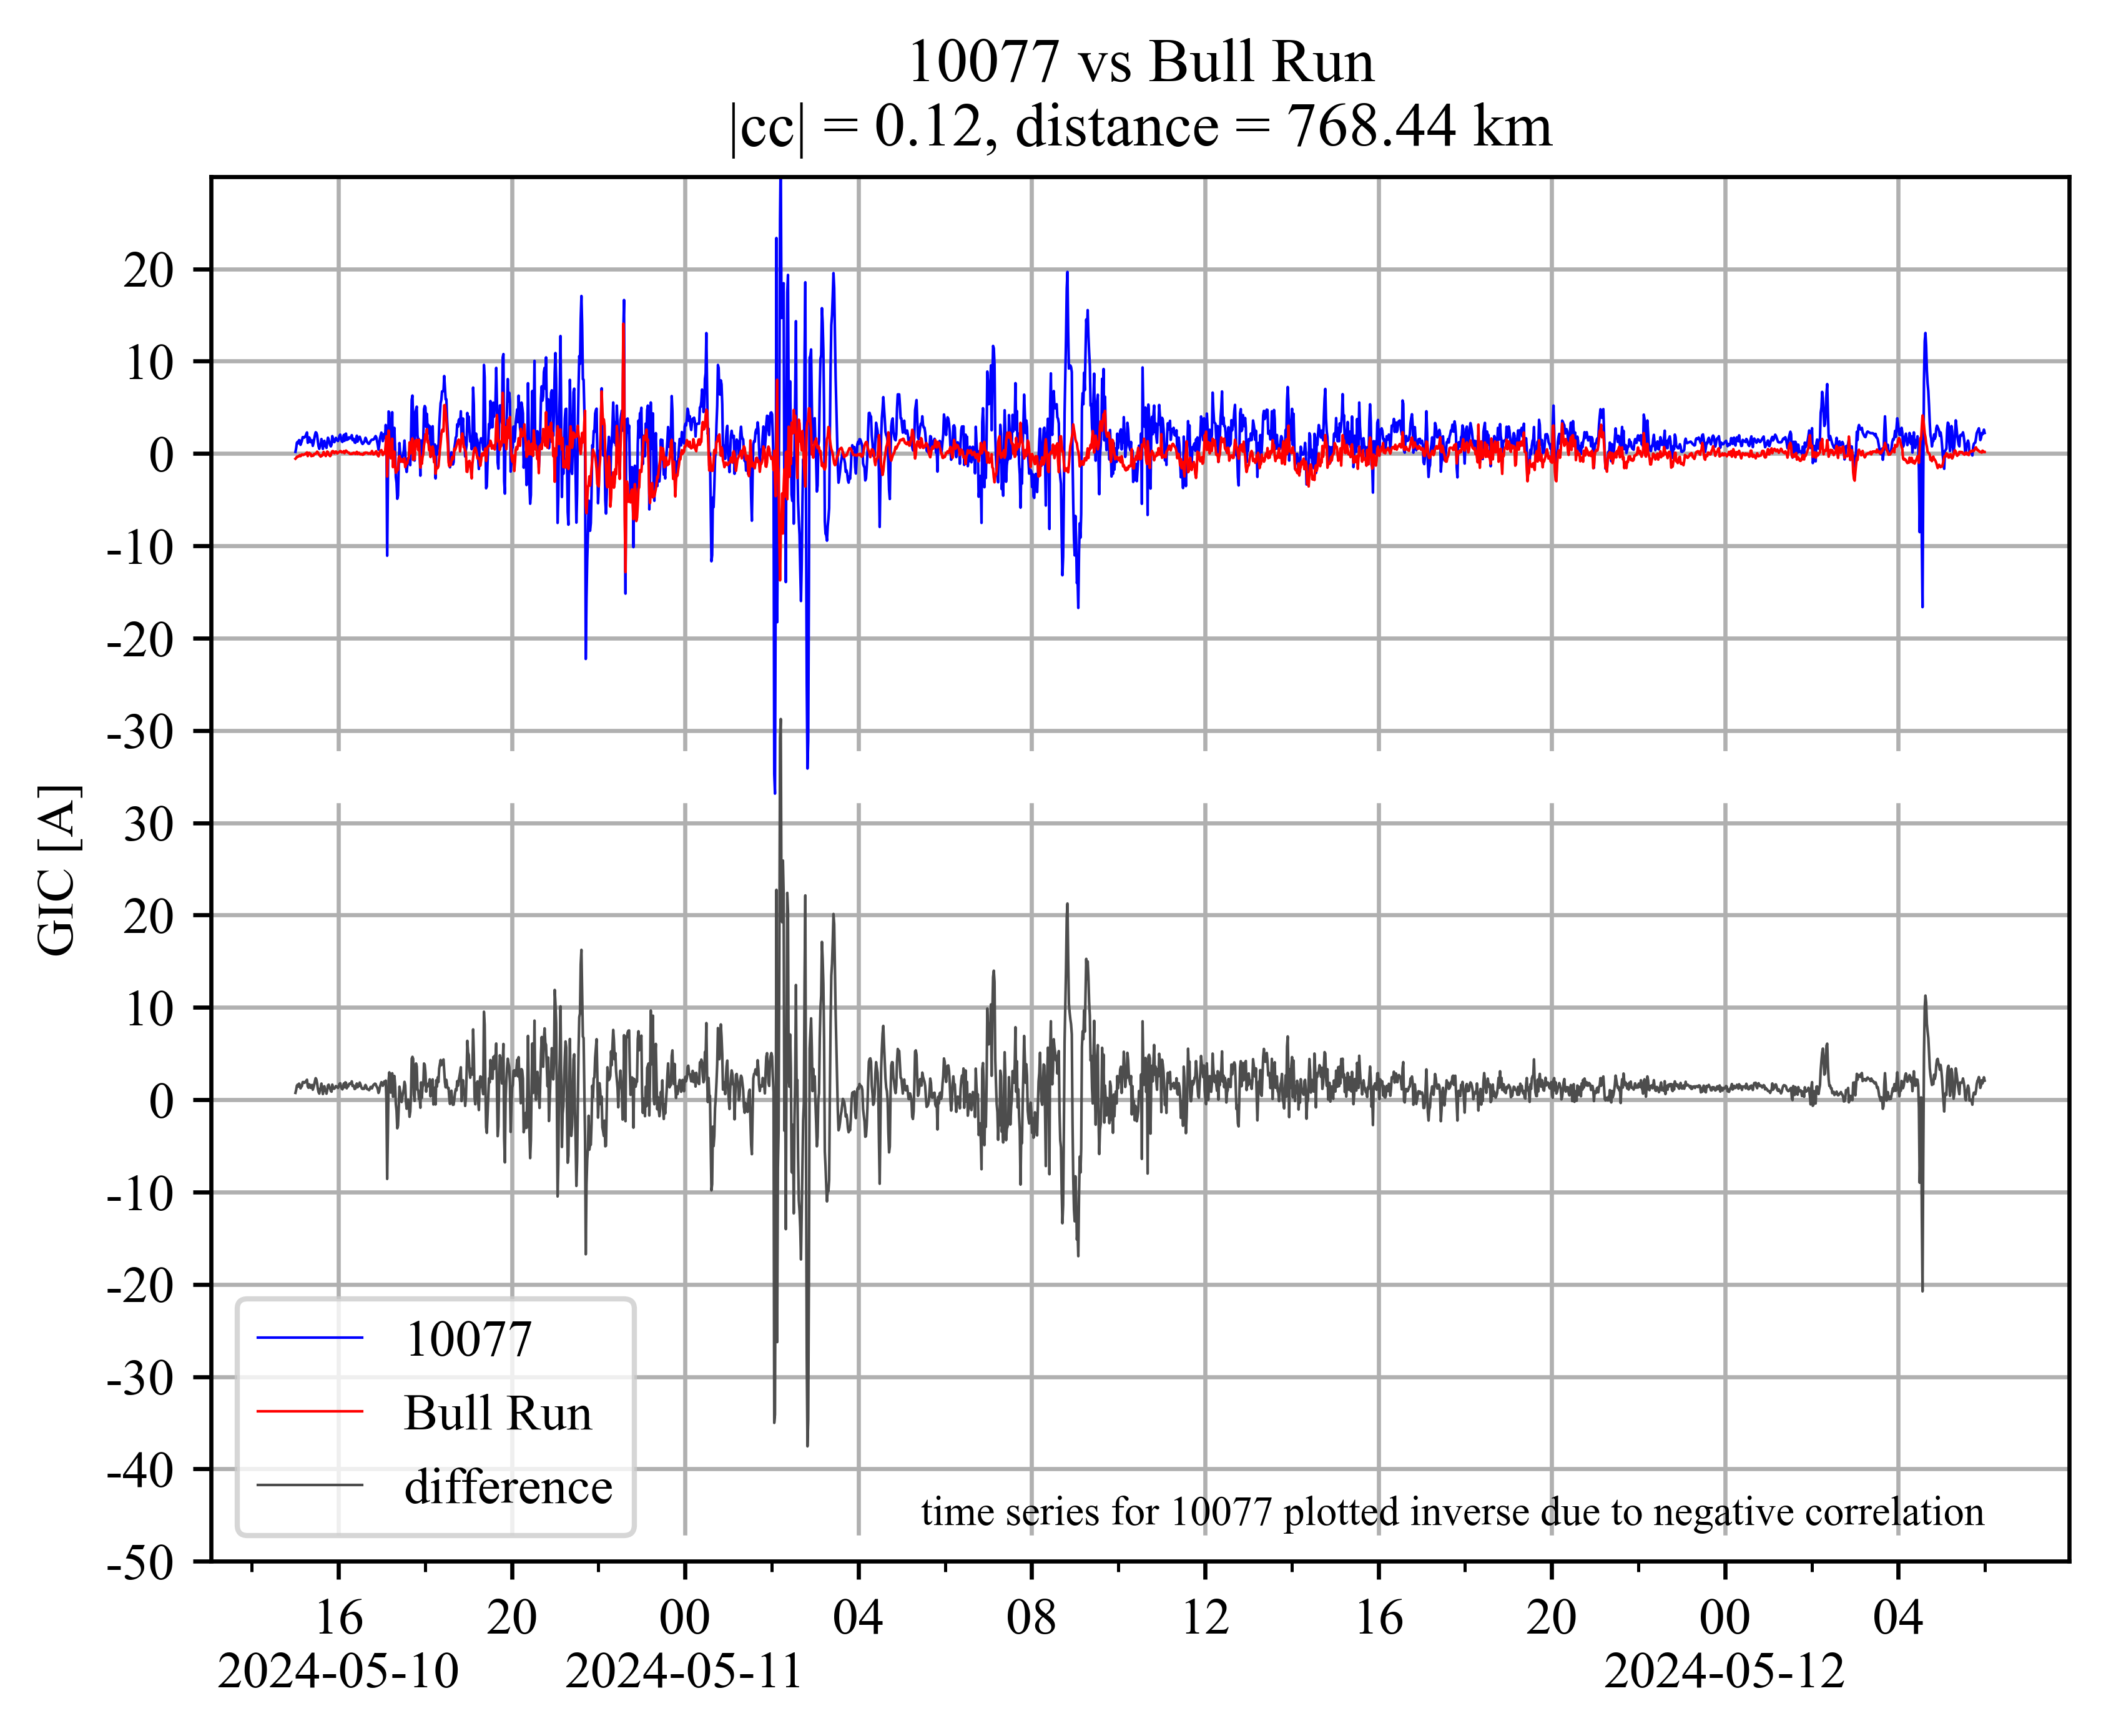 10077 vs Bull Run
|cc| = 0.12, distance = 768.44 km
GIC [A]
20
10
0
-10
-20
-30
30
20
10
0
-10
-20
-30
-40
-50
10077
Bull Run
difference
time series for 10077 plotted inverse due to negative correlation
16 20 00 04 08 12 16 20 00 04
2024-05-10 2024-05-11 2024-05-12